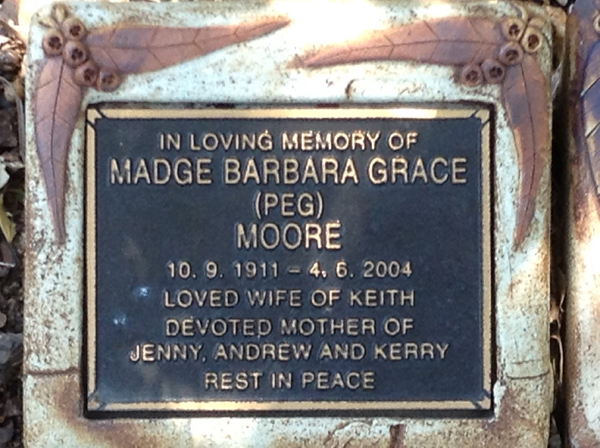 IN LOVING MEMORY OF
MADGE BARBARA GRACE
(PEG)
MOORE
10. 9. 1911 – 4. 6. 2004
LOVED WIFE OF KEITH
DEVOTED MOTHER OF
JENNY, ANDREW AND KERRY
REST IN PEACE